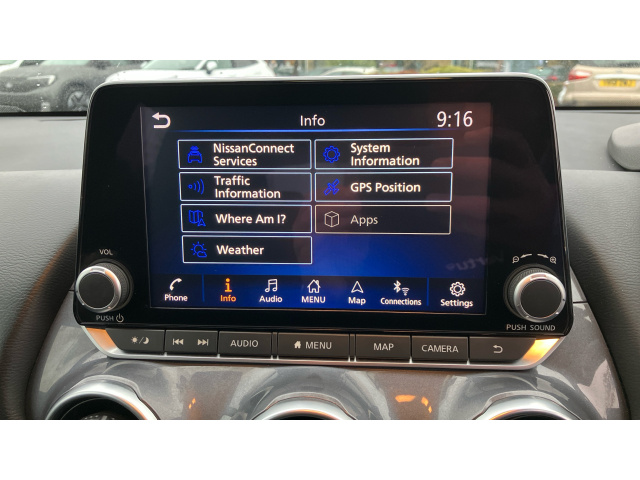 Info
9:16
NissanConnect
Services
System
Information
Traffic
Information
GPS Position
Where Am I?
Apps
Weather
Phone
Info
Audio
MENU
Map
Connections
Settings
VOL
PUSH
PUSH SOUND
AUDIO
MENU
MAP
CAMERA